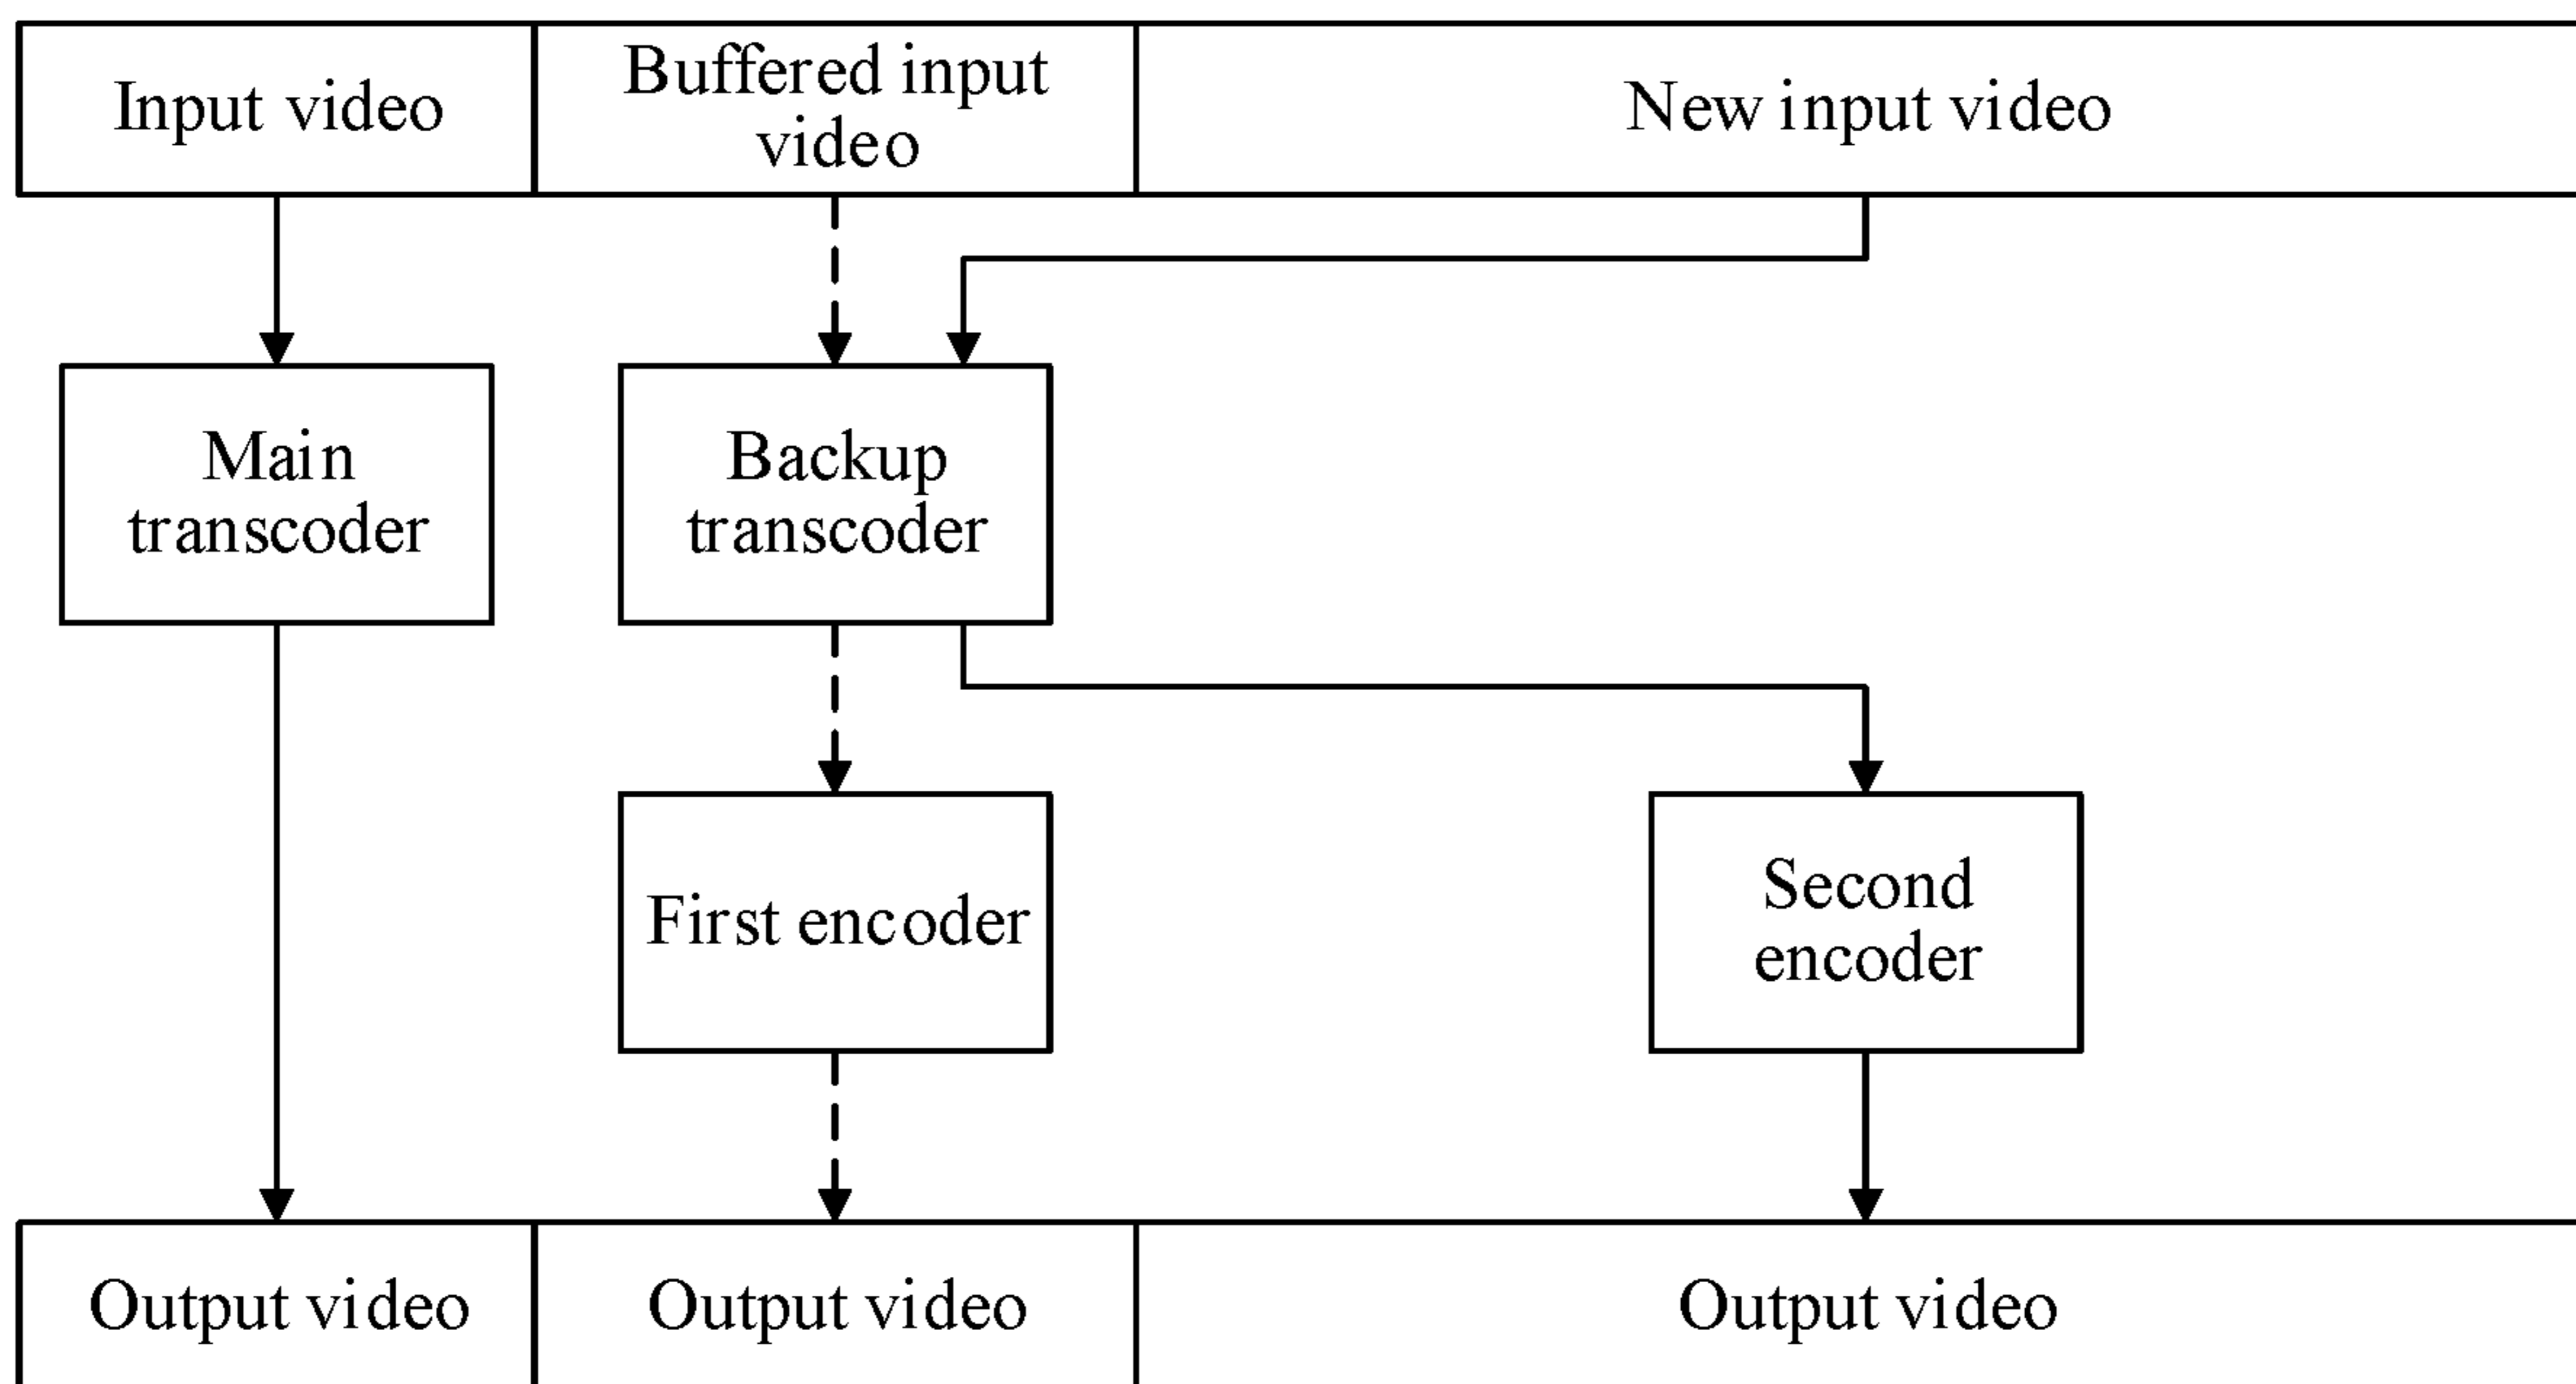 Input video
Buffered input
video
New input video
Main
transcoder
Backup
transcoder
First encoder
Second
encoder
Output video
Output video
Output video